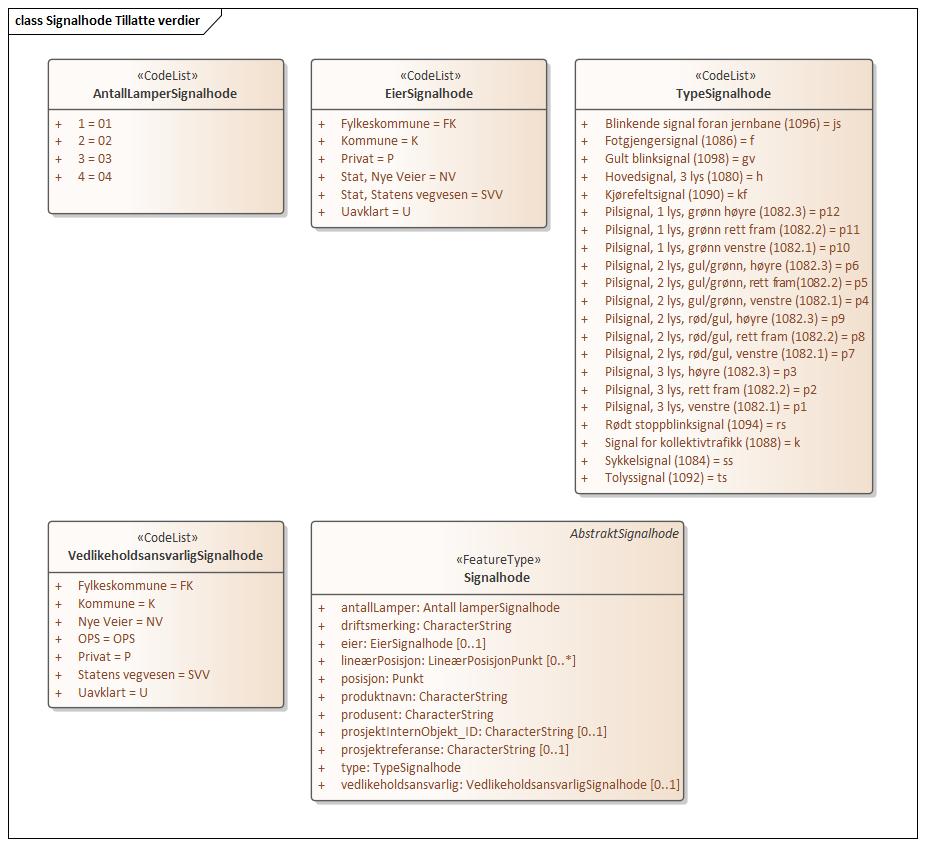 class Signalhode Tillatte verdier
«CodeList»
AntallLamperSignalhode
+ 1 = 01
+ 2 = 02
+ 3 = 03
+ 4 = 04
«CodeList»
EierSignalhode
+ Fylkeskommune = FK
+ Kommune = K
+ Privat = P
+ Stat, Nye Veier = NV
+ Stat, Statens vegvesen = SVV
+ Uavklart = U
«CodeList»
TypeSignalhode
+ Blinkende signal foran jernbane (1096) = js
+ Fotgjengersignal (1086) = f
+ Gult blinksignal (1098) = gv
+ Hovedsignal, 3 lys (1080) = h
+ Kjørefeltsignal (1090) = kf
+ Pilsignal, 1 lys, grønn høyre (1082.3) = p12
+ Pilsignal, 1 lys, grønn rett fram (1082.2) = p11
+ Pilsignal, 1 lys, grønn venstre (1082.1) = p10
+ Pilsignal, 2 lys, gul/grønn, høyre (1082.3) = p6
+ Pilsignal, 2 lys, gul/grønn, rett fram(1082.2) = p5
+ Pilsignal, 2 lys, gul/grønn, venstre (1082.1) = p4
+ Pilsignal, 2 lys, rød/gul, høyre (1082.3) = p9
+ Pilsignal, 2 lys, rød/gul, rett fram (1082.2) = p8
+ Pilsignal, 2 lys, rød/gul, venstre (1082.1) = p7
+ Pilsignal, 3 lys, høyre (1082.3) = p3
+ Pilsignal, 3 lys, rett fram (1082.2) = p2
+ Pilsignal, 3 lys, venstre (1082.1) = p1
+ Rødt stoppblinksignal (1094) = rs
+ Signal for kollektivtrafikk (1088) = k
+ Sykkelsignal (1084) = ss
+ Tolyssignal (1092) = ts
«CodeList»
VedlikeholdsansvarligSignalhode
+ Fylkeskommune = FK
+ Kommune = K
+ Nye Veier = NV
+ OPS = OPS
+ Privat = P
+ Statens vegvesen = SVV
+ Uavklart = U
AbstraktSignalhode
«FeatureType»
Signalhode
+ antallLamper: Antall lamperSignalhode
+ driftsmerking: CharacterString
+ eier: EierSignalhode [0..1]
+ lineærPosisjon: LineærPosisjonPunkt [0..*]
+ posisjon: Punkt
+ produktnavn: CharacterString
+ produsent: CharacterString
+ prosjektInternObjekt_ID: CharacterString [0..1]
+ prosjektreferanse: CharacterString [0..1]
+ type: TypeSignalhode
+ vedlikeholdsansvarlig: VedlikeholdsansvarligSignalhode [0..1]